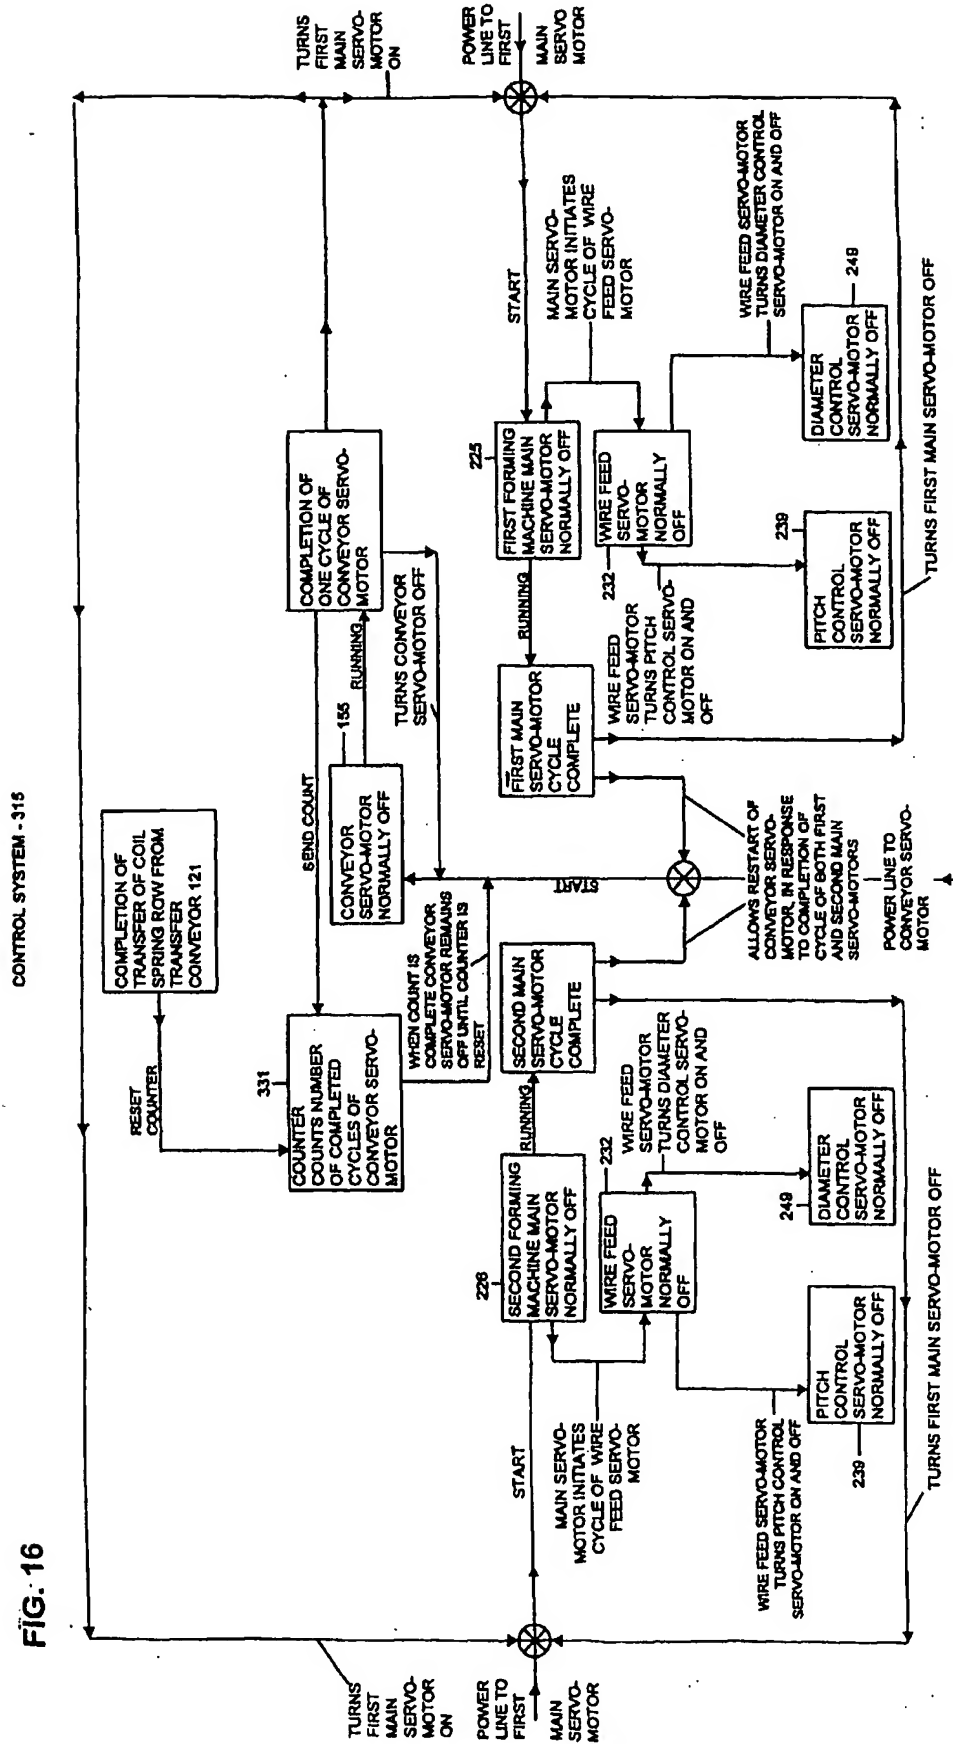 FIG. 16
CONTROL SYSTEM - 315
COMPLETION OF
TRANSFER OF COIL
SPRING ROW FROM
TRANSFER
CONVEYOR 121
RESET
COUNTER
331
COUNTER
COUNTS NUMBER
OF COMPLETED
CYCLES OF
CONVEYOR SERVO-
MOTOR
SEND COUNT
COMPLETION OF
ONE CYCLE OF
CONVEYOR SERVO-
MOTOR
155
CONVEYOR
SERVO-MOTOR
NORMALLY OFF
RUNNING
TURNS CONVEYOR
SERVO-MOTOR OFF
WHEN COUNT IS
COMPLETE CONVEYOR
SERVO-MOTOR REMAINS
OFF UNTIL COUNTER IS
RESET
START
TURNS
FIRST
MAIN
SERVO-
MOTOR
ON
POWER
LINE TO
FIRST
MAIN
SERVO
MOTOR
START
226
SECOND FORMING
MACHINE MAIN
SERVO-MOTOR
NORMALLY OFF
RUNNING
SECOND MAIN
SERVO-MOTOR
CYCLE
COMPLETE
MAIN SERVO-
MOTOR INITIATES
CYCLE OF WIRE
FEED SERVO-
MOTOR
232
WIRE FEED
SERVO-
MOTOR
NORMALLY
OFF
WIRE FEED
SERVO-MOTOR
TURNS DIAMETER
CONTROL SERVO-
MOTOR ON AND
OFF
WIRE FEED SERVO-MOTOR
TURNS PITCH CONTROL
SERVO-MOTOR ON AND OFF
239
PITCH
CONTROL
SERVO-MOTOR
NORMALLY OFF
249
DIAMETER
CONTROL
SERVO-MOTOR
NORMALLY OFF
TURNS FIRST MAIN SERVO-MOTOR OFF
ALLOWS RESTART OF
CONVEYOR SERVO-
MOTOR, IN RESPONSE
TO COMPLETION OF
CYCLE OF BOTH FIRST
AND SECOND MAIN
SERVO-MOTORS
POWER LINE TO
CONVEYOR SERVO-
MOTOR
FIRST MAIN
SERVO-MOTOR
CYCLE
COMPLETE
RUNNING
225
FIRST FORMING
MACHINE MAIN
SERVO-MOTOR
NORMALLY OFF
START
MAIN SERVO-
MOTOR INITIATES
CYCLE OF WIRE
FEED SERVO-
MOTOR
232
WIRE FEED
SERVO-
MOTOR
NORMALLY
OFF
WIRE FEED
SERVO-MOTOR
TURNS PITCH
CONTROL SERVO-
MOTOR ON AND
OFF
WIRE FEED SERVO-MOTOR
TURNS DIAMETER CONTROL
SERVO-MOTOR ON AND OFF
239
PITCH
CONTROL
SERVO-MOTOR
NORMALLY OFF
249
DIAMETER
CONTROL
SERVO-MOTOR
NORMALLY OFF
TURNS FIRST MAIN SERVO-MOTOR OFF
TURNS
FIRST
MAIN
SERVO-
MOTOR
ON
POWER
LINE TO
FIRST
MAIN
SERVO
MOTOR